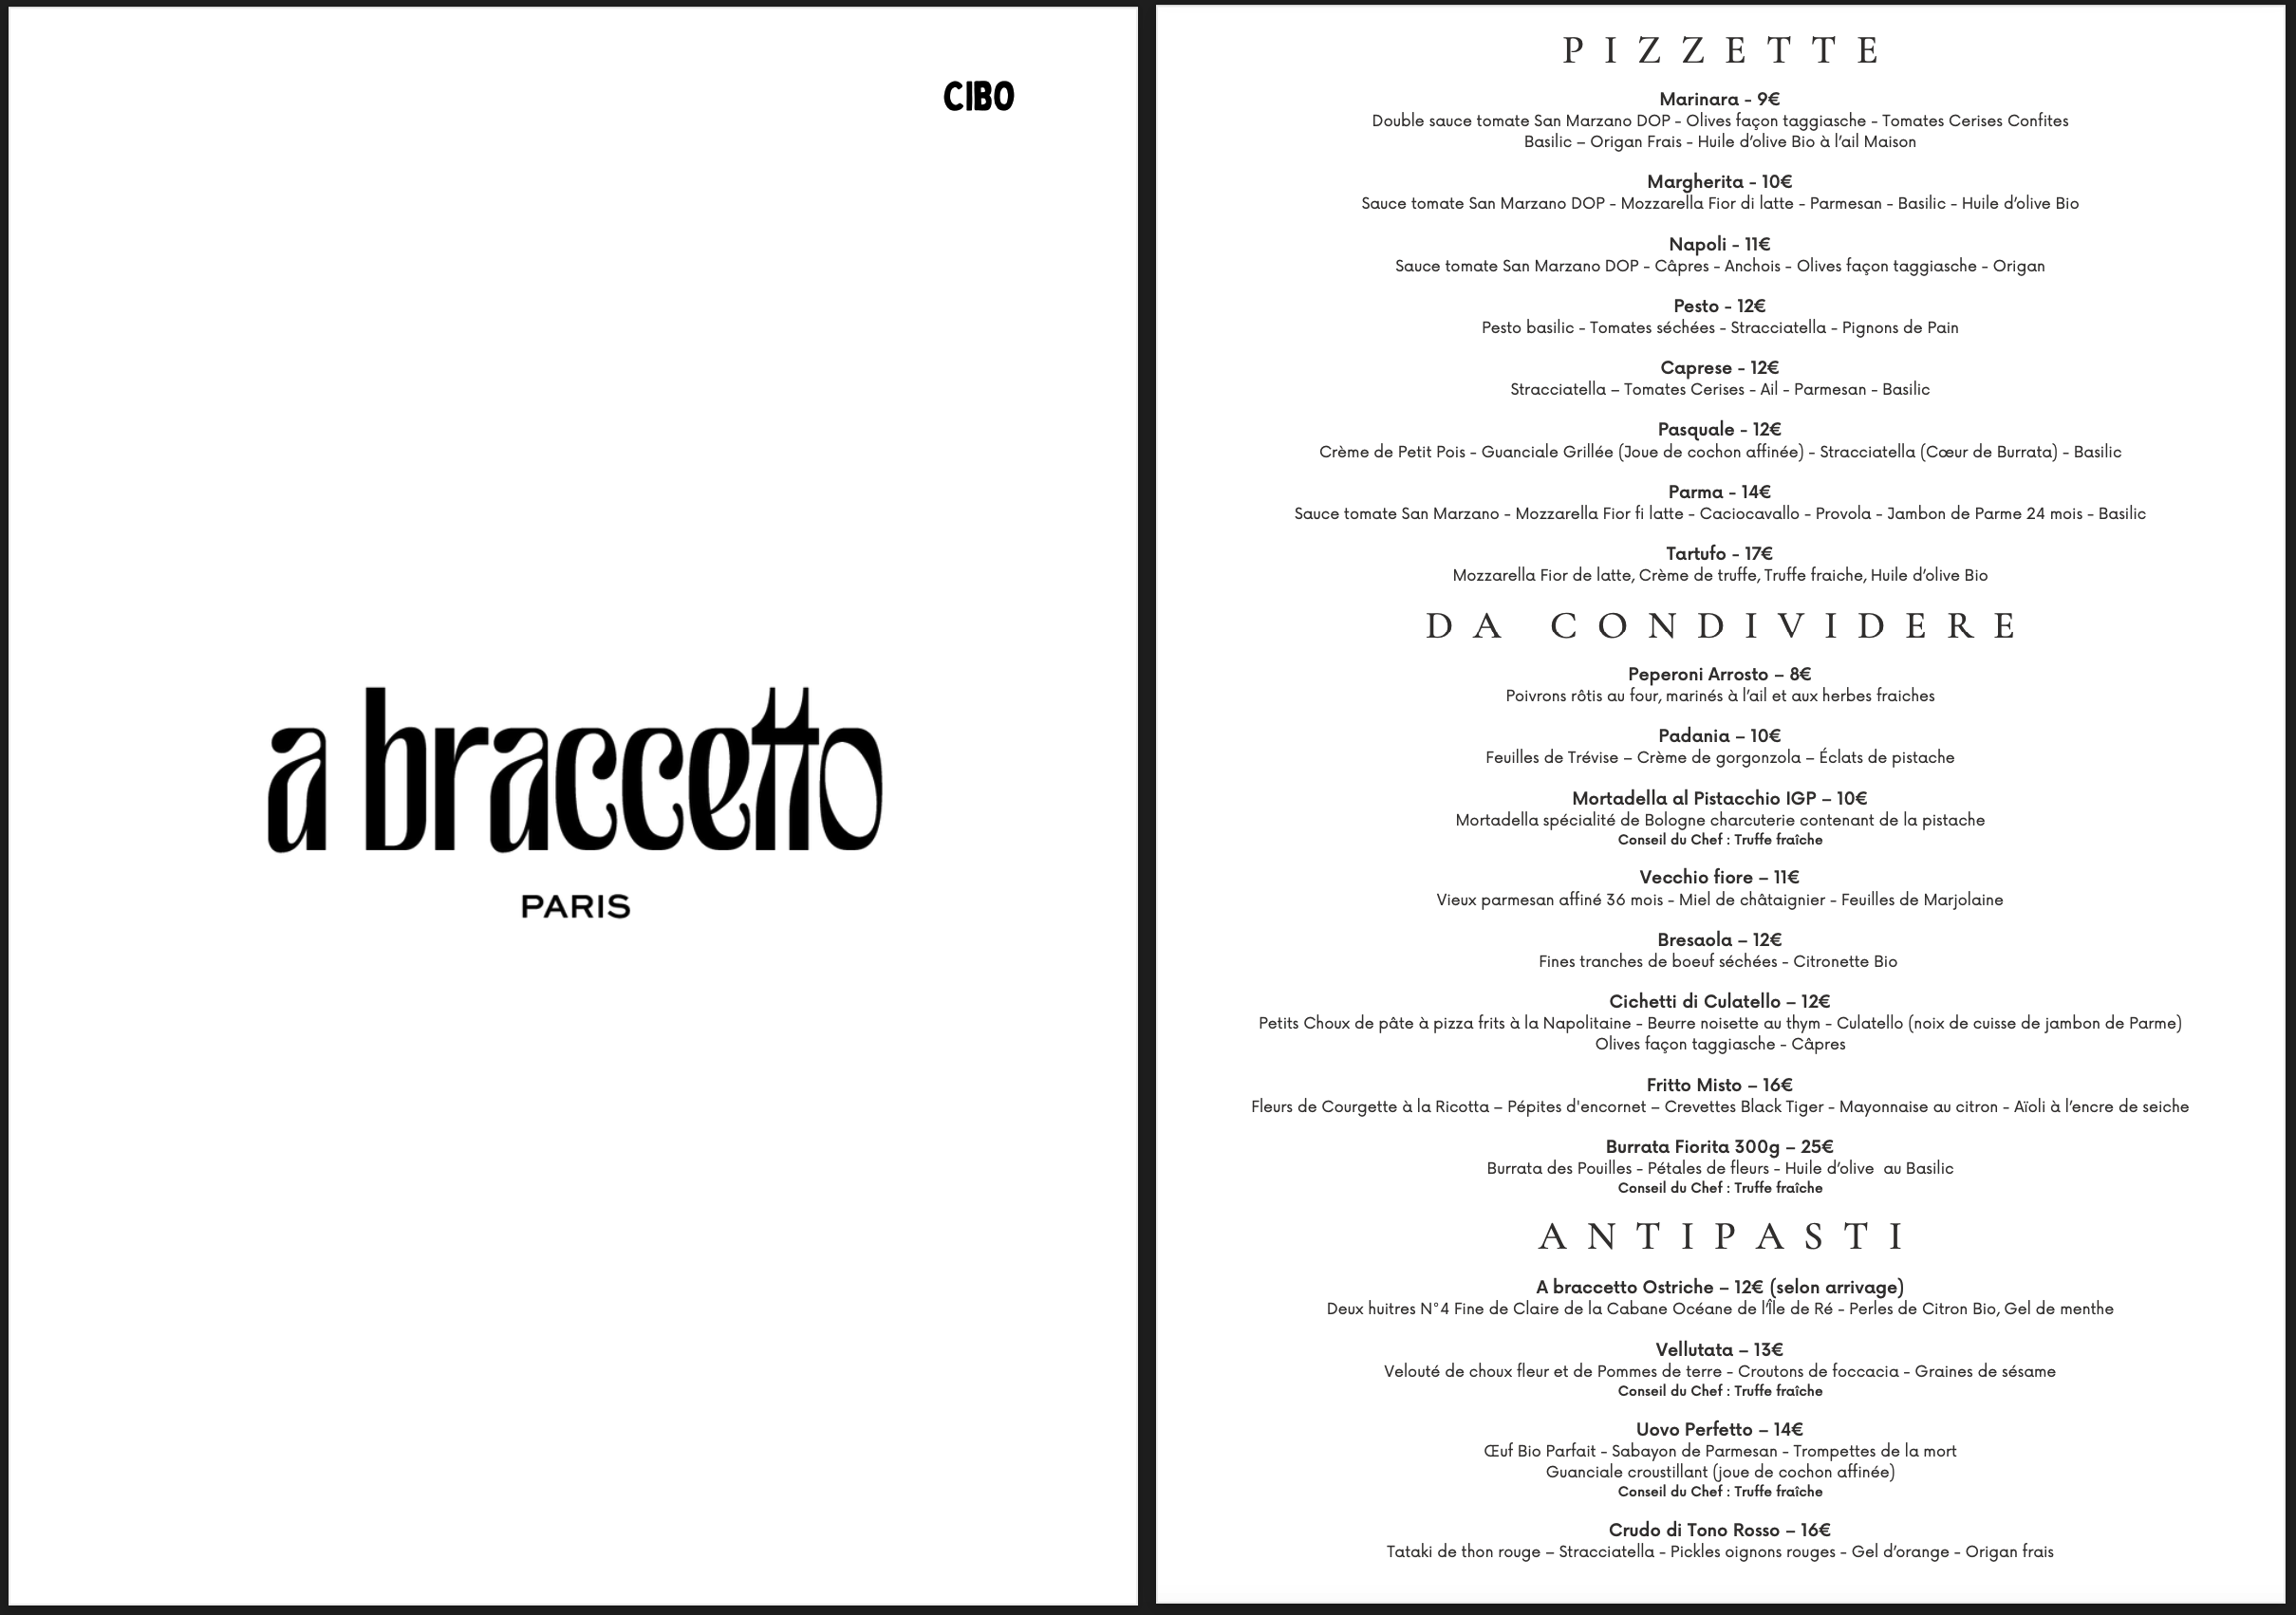 CIBO
a braccetto
PARIS
PIZZETTE
Marinara - 9€
Double sauce tomate San Marzano DOP - Olives façon taggiasche - Tomates Cerises Confites
Basilic – Origan Frais - Huile d’olive Bio à l’ail Maison
Margherita - 10€
Sauce tomate San Marzano DOP - Mozzarella Fior di latte - Parmesan - Basilic - Huile d’olive Bio
Napoli - 11€
Sauce tomate San Marzano DOP - Câpres - Anchois - Olives façon taggiasche - Origan
Pesto - 12€
Pesto basilic - Tomates séchées - Stracciatella - Pignons de Pain
Caprese - 12€
Stracciatella – Tomates Cerises - Ail - Parmesan - Basilic
Pasquale - 12€
Crème de Petit Pois - Guanciale Grillée (Joue de cochon affinée) - Stracciatella (Cœur de Burrata) - Basilic
Parma - 14€
Sauce tomate San Marzano - Mozzarella Fior fi latte - Caciocavallo - Provola - Jambon de Parme 24 mois - Basilic
Tartufo - 17€
Mozzarella Fior de latte, Crème de truffe, Truffe fraiche, Huile d’olive Bio
DA CONDIVIDERE
Peperoni Arrosto – 8€
Poivrons rôtis au four, marinés à l’ail et aux herbes fraiches
Padania – 10€
Feuilles de Trévise – Crème de gorgonzola – Éclats de pistache
Mortadella al Pistacchio IGP – 10€
Mortadella spécialité de Bologne charcuterie contenant de la pistache
Conseil du Chef : Truffe fraîche
Vecchio fiore – 11€
Vieux parmesan affiné 36 mois - Miel de châtaignier - Feuilles de Marjolaine
Bresaola – 12€
Fines tranches de boeuf séchées - Citronette Bio
Cichetti di Culatello – 12€
Petits Choux de pâte à pizza frits à la Napolitaine - Beurre noisette au thym - Culatello (noix de cuisse de jambon de Parme)
Olives façon taggiasche - Câpres
Fritto Misto – 16€
Fleurs de Courgette à la Ricotta – Pépites d'encornet – Crevettes Black Tiger - Mayonnaise au citron - Aïoli à l’encre de seiche
Burrata Fiorita 300g – 25€
Burrata des Pouilles - Pétales de fleurs - Huile d’olive  au Basilic
Conseil du Chef : Truffe fraîche
ANTIPASTI
A braccetto Ostriche – 12€ (selon arrivage)
Deux huitres N°4 Fine de Claire de la Cabane Océane de l’Île de Ré - Perles de Citron Bio, Gel de menthe
Vellutata – 13€
Velouté de choux fleur et de Pommes de terre - Croutons de foccacia - Graines de sésame
Conseil du Chef : Truffe fraîche
Uovo Perfetto – 14€
Œuf Bio Parfait - Sabayon de Parmesan - Trompettes de la mort
Guanciale croustillant (joue de cochon affinée)
Conseil du Chef : Truffe fraîche
Crudo di Tono Rosso – 16€
Tataki de thon rouge – Stracciatella - Pickles oignons rouges - Gel d’orange - Origan frais